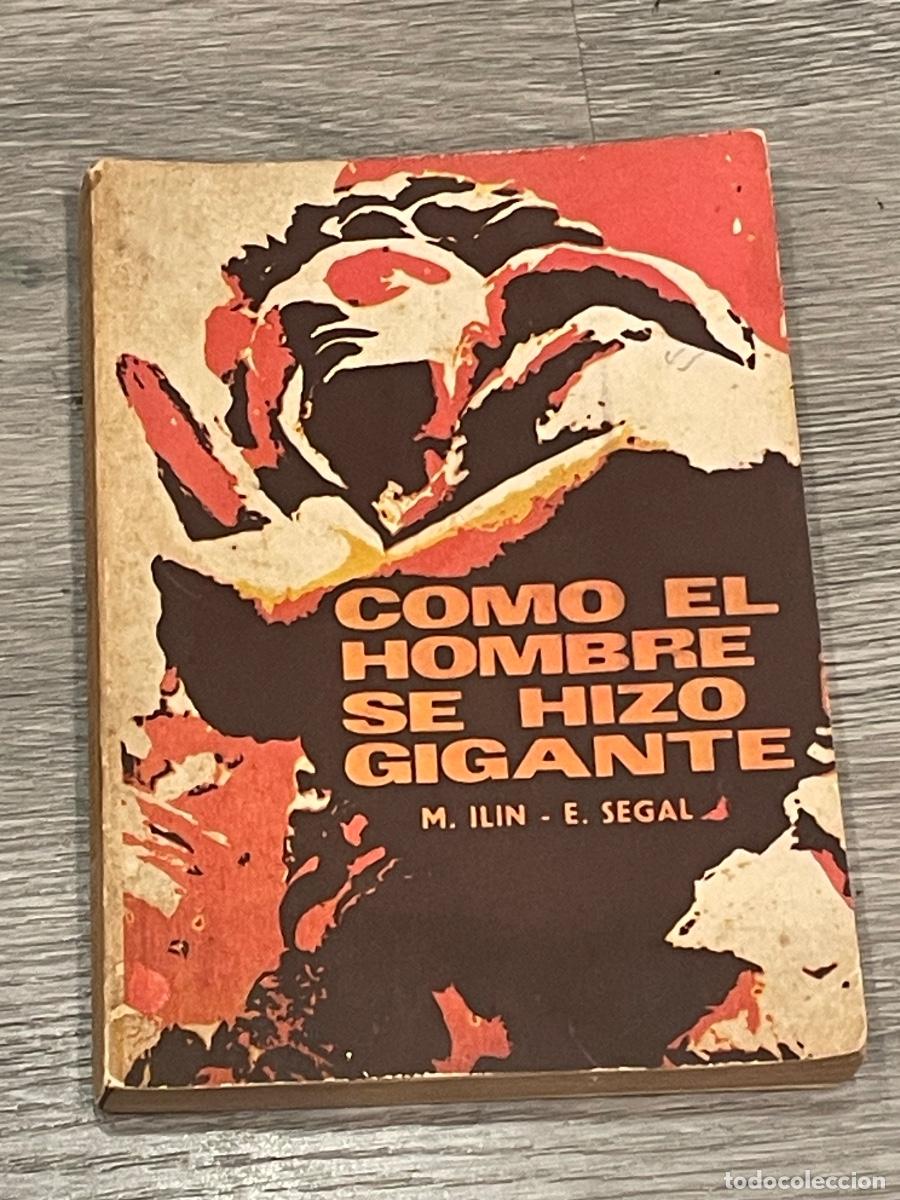 COMO EL
HOMBRE
SE HIZO
GIGANTE
M. ILIN - E. SEGAL
todocoleccion